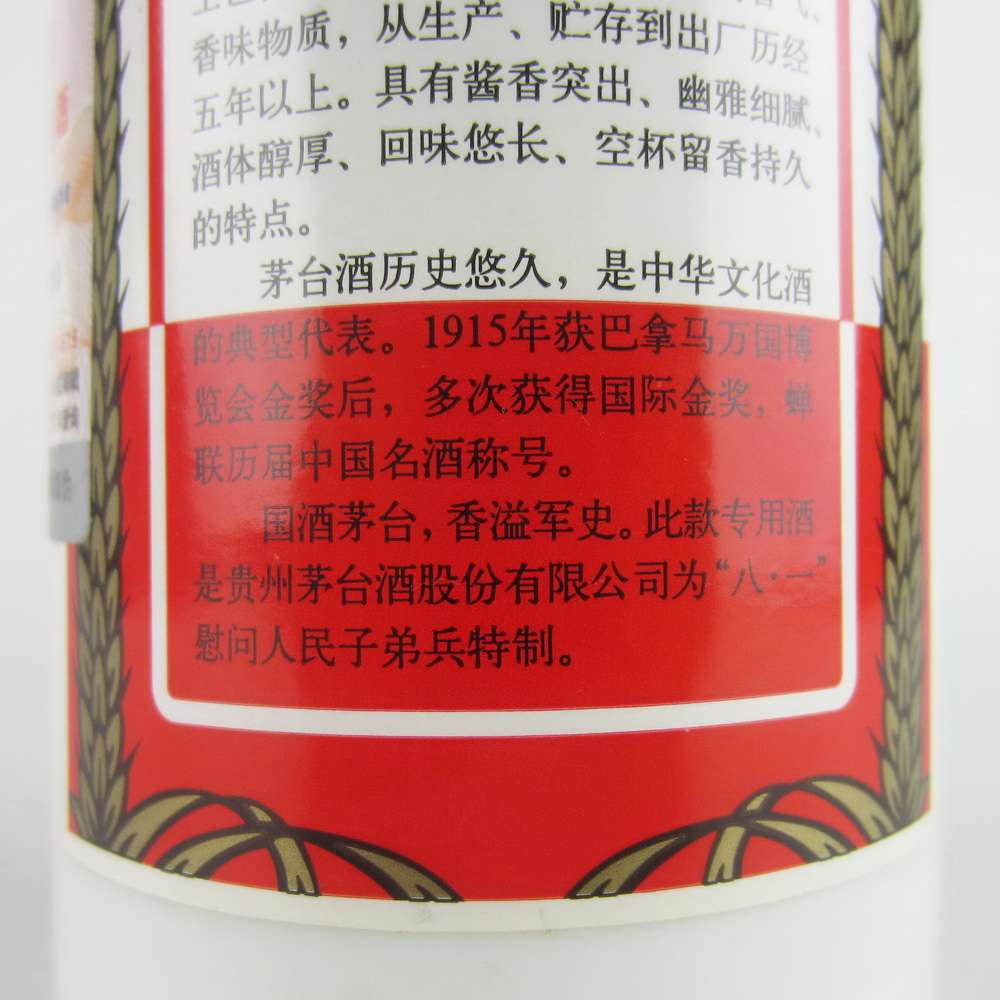 香味物质，从生产、贮存到出厂历经
五年以上。具有酱香突出、幽雅细腻、
酒体醇厚、回味悠长、空杯留香持久
的特点。
茅台酒历史悠久，是中华文化酒
的典型代表。1915年获巴拿马万国博
览会金奖后，多次获得国际金奖，蝉
联历届中国名酒称号。
国酒茅台，香溢军史。此款专用酒
是贵州茅台酒股份有限公司为“八·一”
慰问人民子弟兵特制。